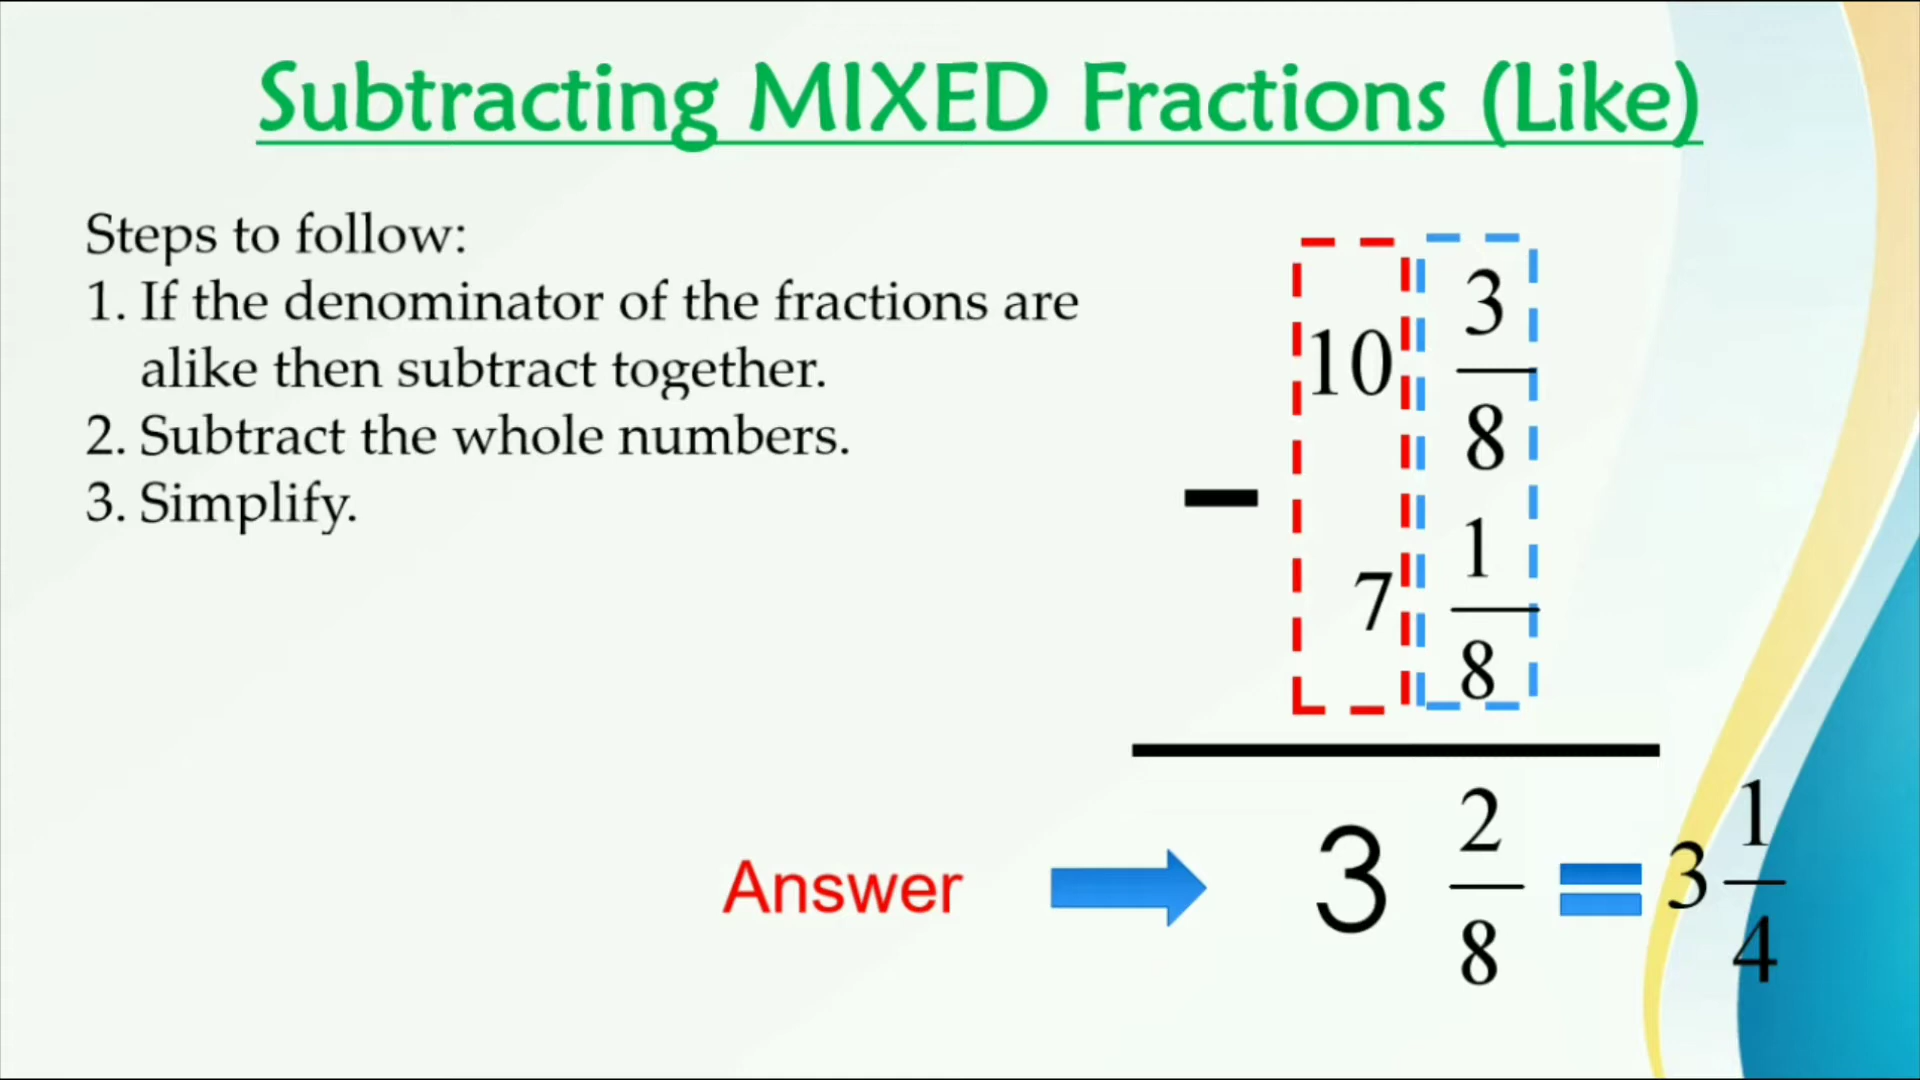 Subtracting MIXED Fractions (Like)
Steps to follow:
1. If the denominator of the fractions are
alike then subtract together.
2. Subtract the whole numbers.
3. Simplify.
10 3/8
−
7 1/8
Answer 3 2/8 = 3 1/4